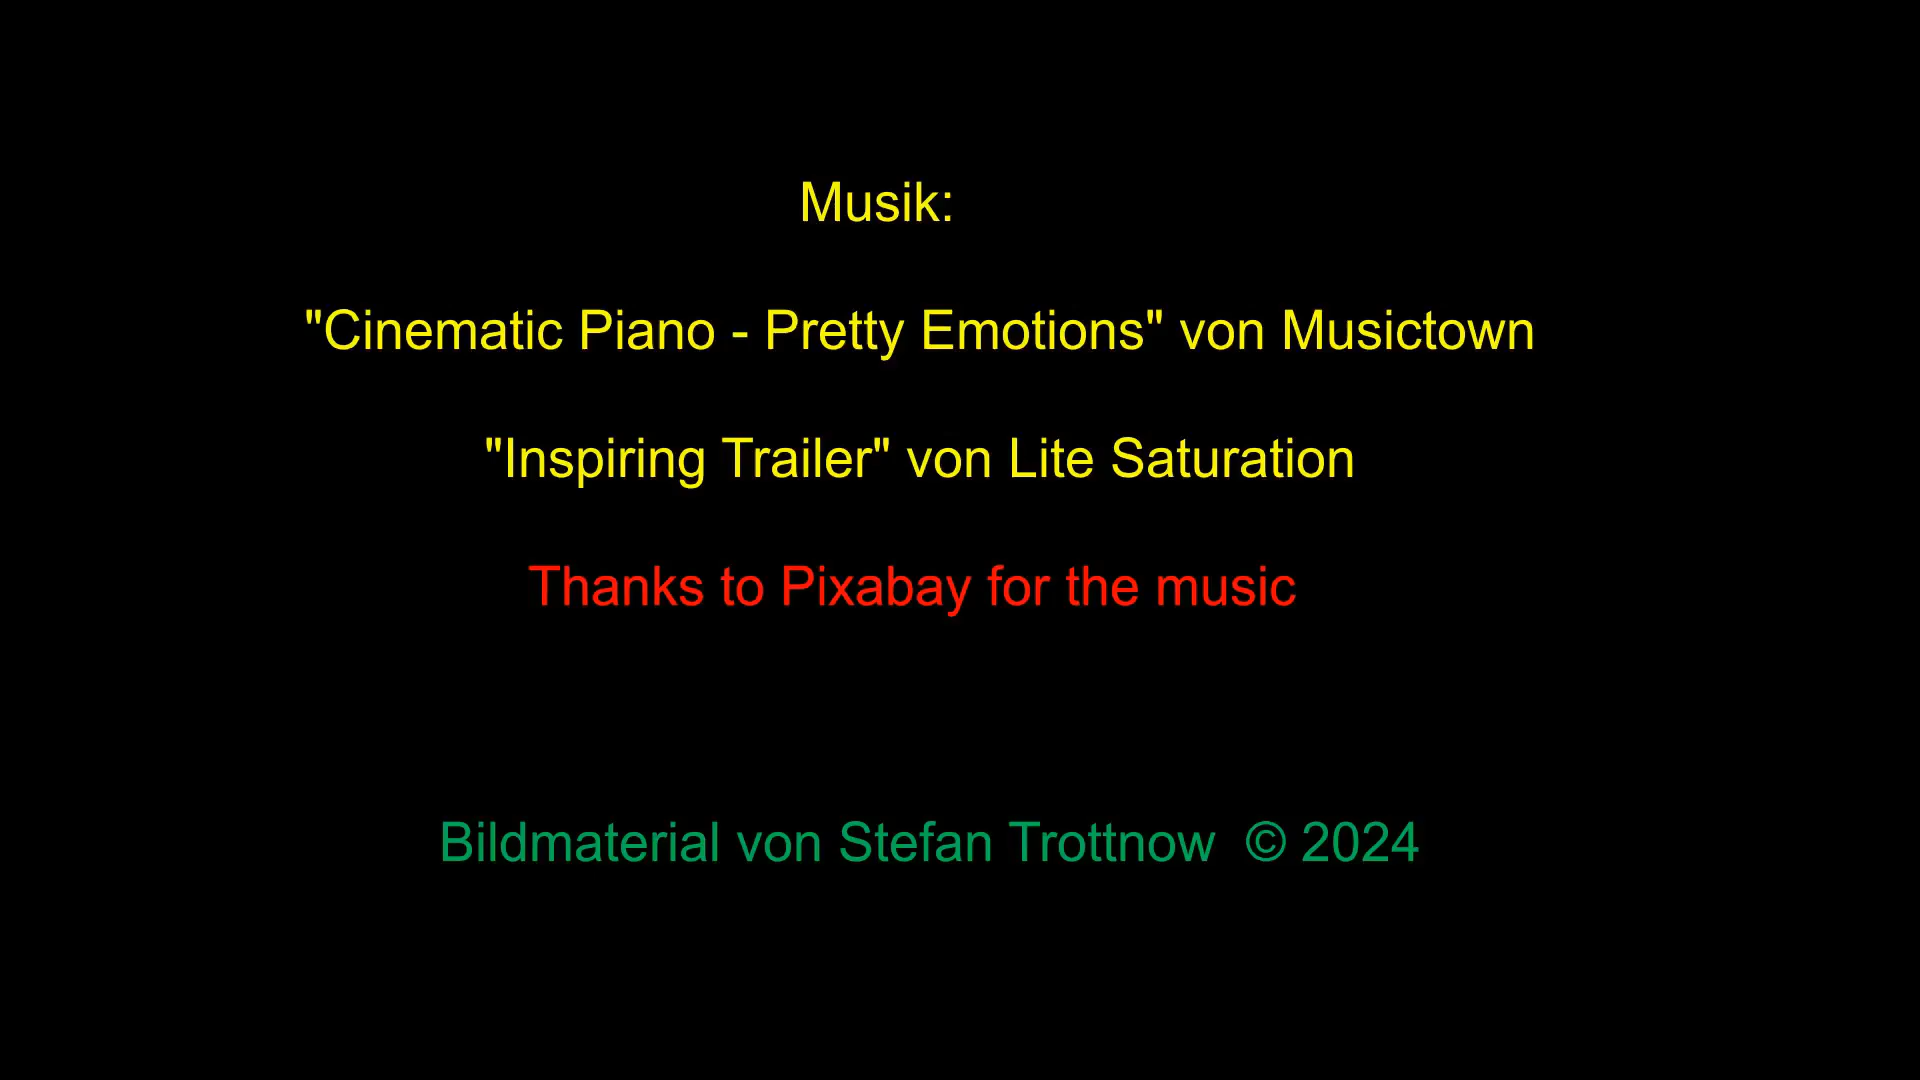 Musik:
"Cinematic Piano - Pretty Emotions" von Musictown
"Inspiring Trailer" von Lite Saturation
Thanks to Pixabay for the music
Bildmaterial von Stefan Trottnow  © 2024